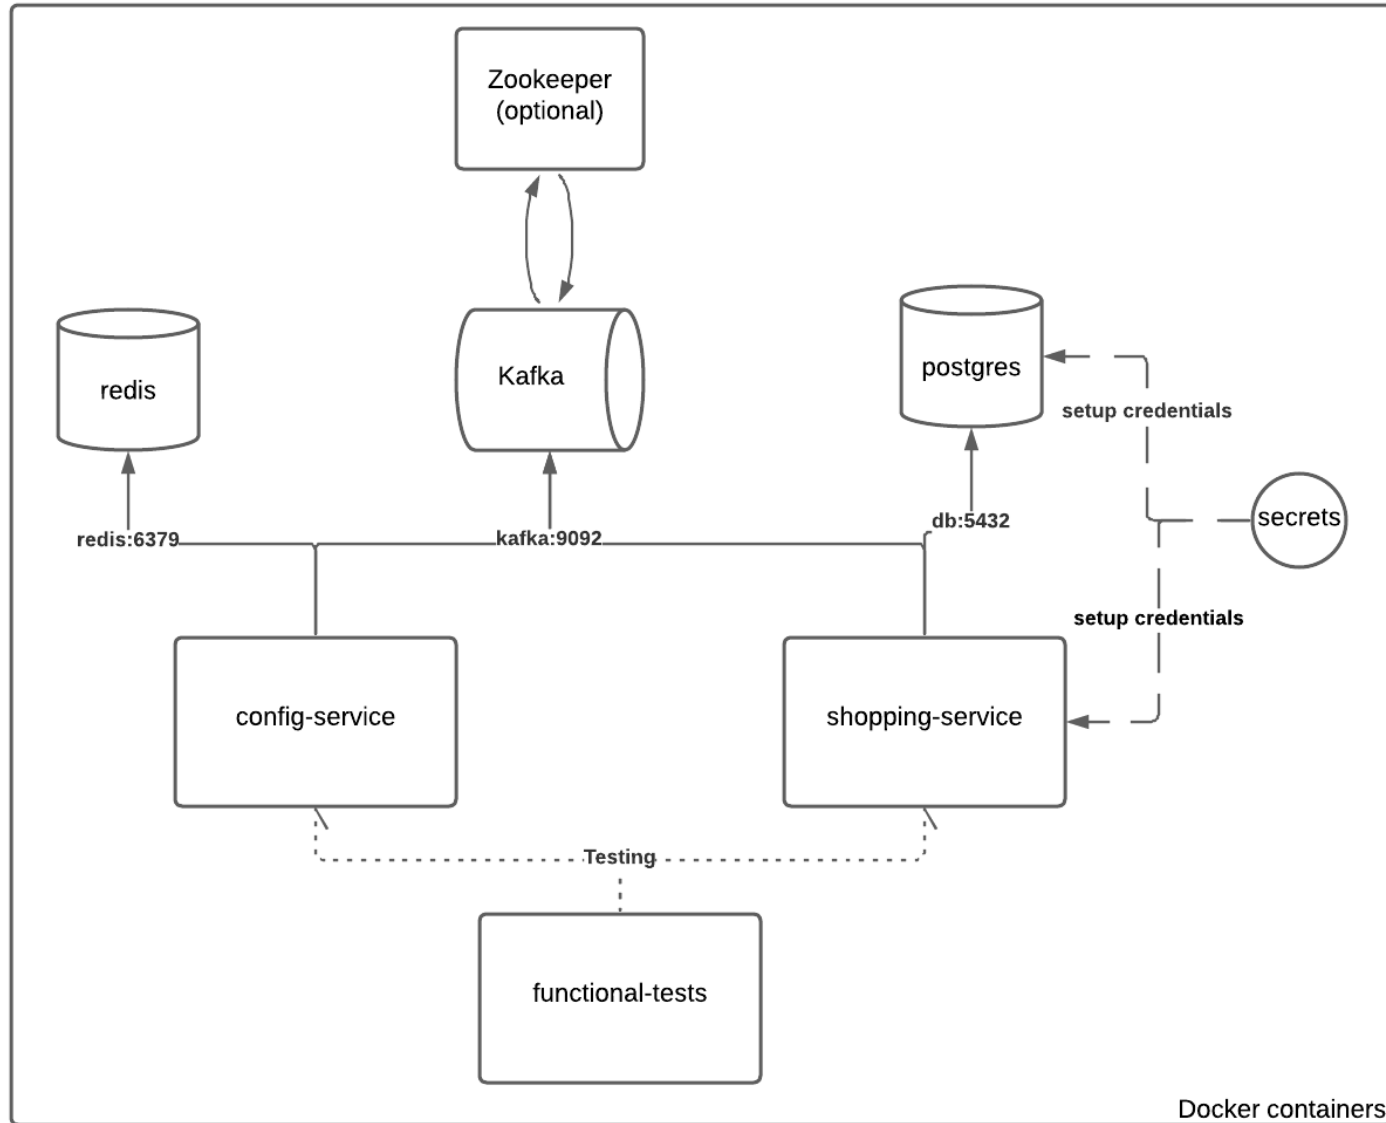 Zookeeper
(optional)
redis
Kafka
postgres
setup credentials
secrets
redis:6379
kafka:9092
db:5432
setup credentials
config-service
shopping-service
Testing
functional-tests
Docker containers